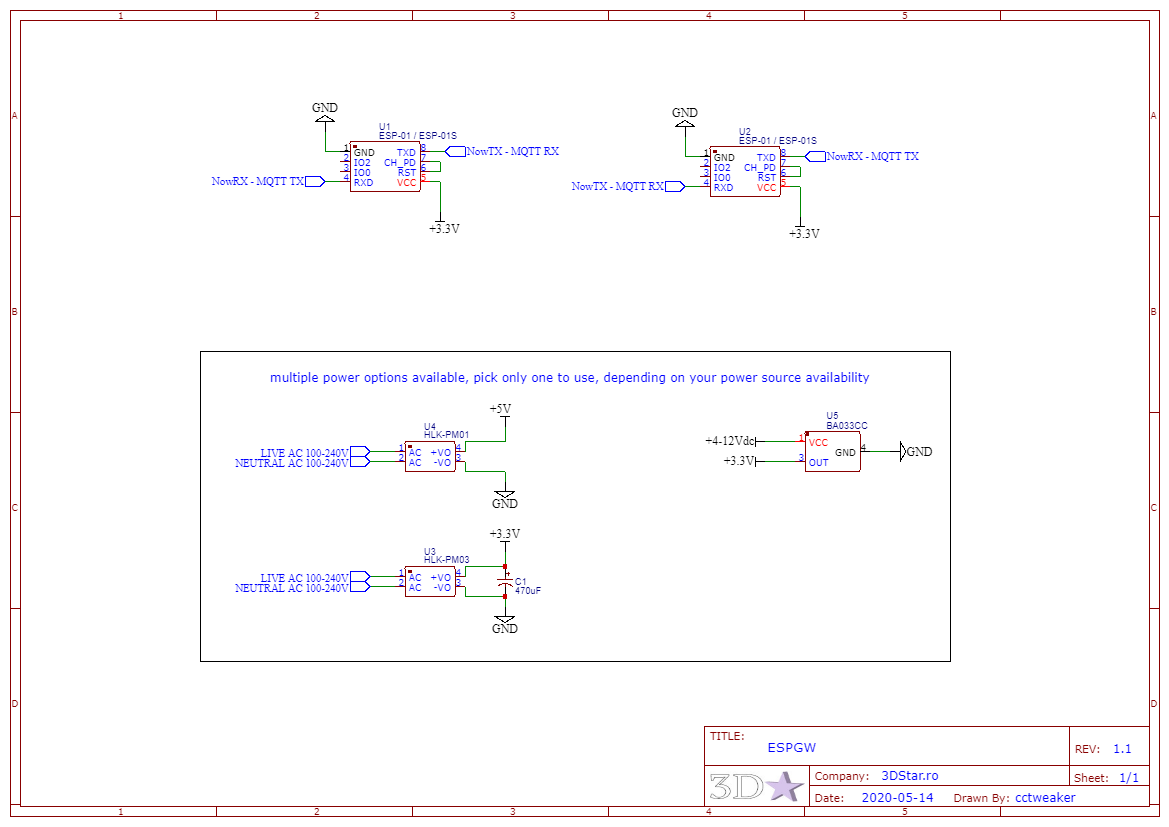 1 2 3 4 5
A A
GND
U1
ESP-01 / ESP-01S
1 GND TXD 8
2 IO2 CH_PD 7
3 IO0 RST 6
4 RXD VCC 5
NowTX - MQTT RX
NowRX - MQTT TX
+3.3V
GND
U2
ESP-01 / ESP-01S
1 GND TXD 8
2 IO2 CH_PD 7
3 IO0 RST 6
4 RXD VCC 5
NowRX - MQTT TX
NowTX - MQTT RX
+3.3V
B B
multiple power options available, pick only one to use, depending on your power source availability
+5V
U4
HLK-PM01
LIVE AC 100-240V 1 AC +VO 4
NEUTRAL AC 100-240V 2 AC -VO 3
GND
U5
BA033CC
+4-12Vdc 1 VCC
GND 4 GND
+3.3V 3 OUT
C C
+3.3V
U3
HLK-PM03
LIVE AC 100-240V 1 AC +VO 4
NEUTRAL AC 100-240V 2 AC -VO 3
+
C1
470uF
GND
D D
TITLE:
ESPGW
REV: 1.1
3D
Company: 3DStar.ro
Sheet: 1/1
Date: 2020-05-14 Drawn By: cctweaker
1 2 3 4 5